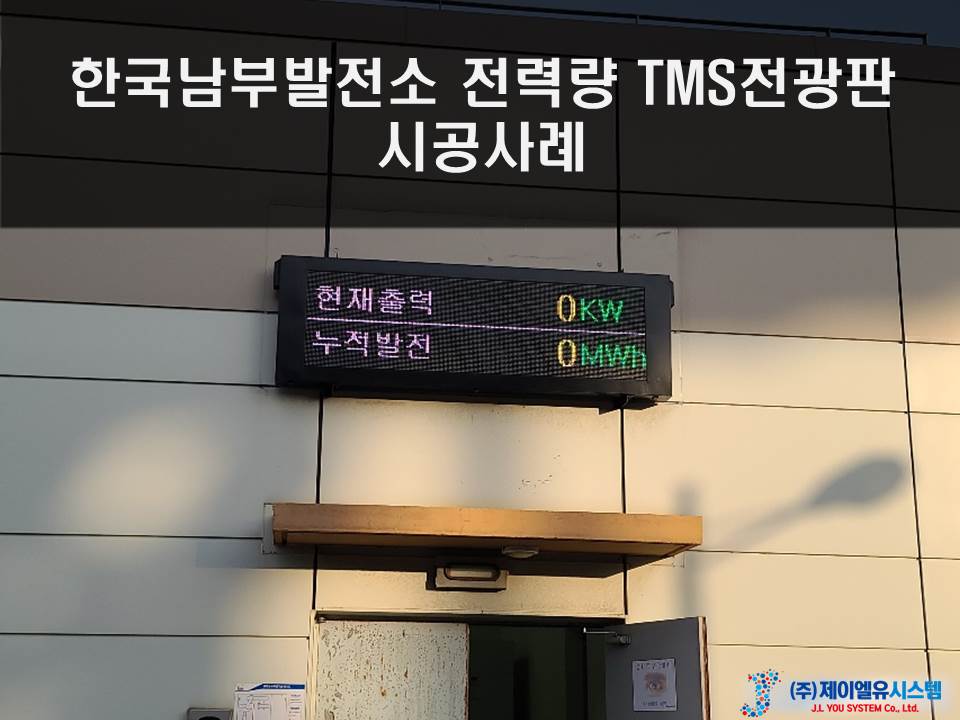 한국남부발전소 전력량 TMS전광판
시공사례
현재출력 0KW
누적발전 0MWh
(주)제이엘유시스템
J.L YOU SYSTEM Co., Ltd.